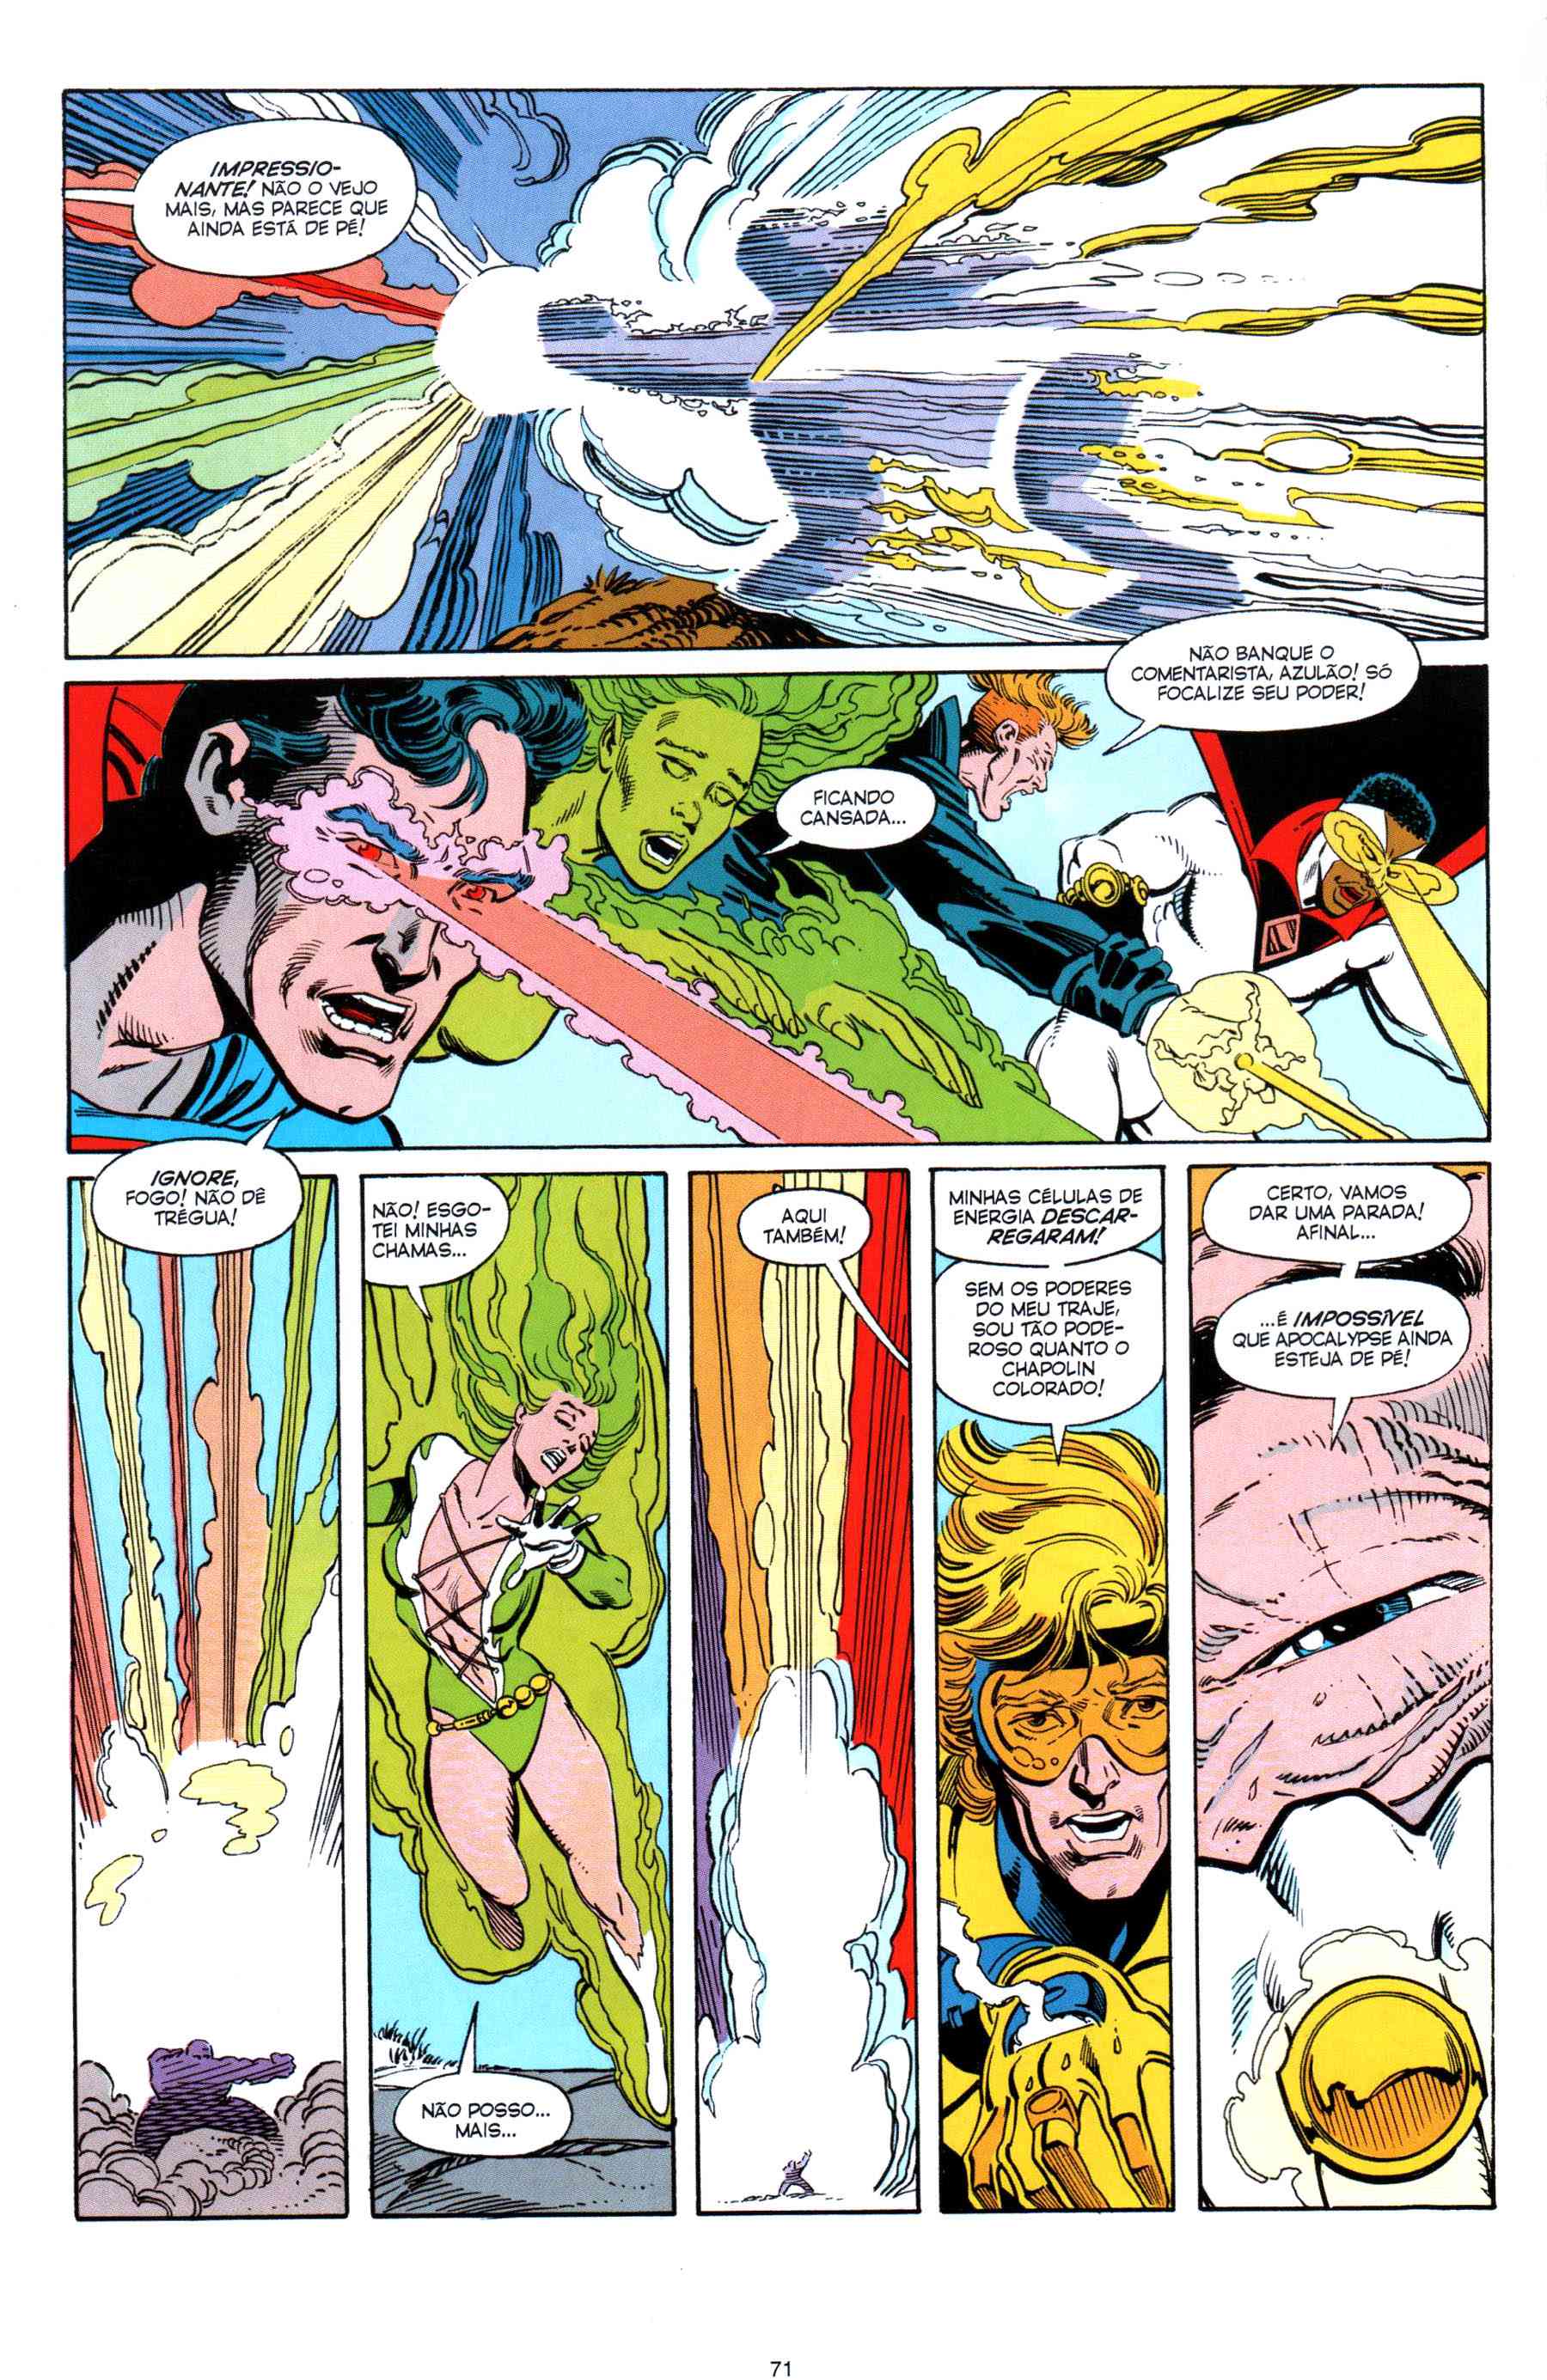 IMPRESSIO-
NANTE! NÃO O VEJO
MAIS, MAS PARECE QUE
AINDA ESTÁ DE PÉ!
NÃO BANQUE O
COMENTARISTA, AZULÃO! SÓ
FOCALIZE SEU PODER!
FICANDO
CANSADA...
IGNORE,
FOGO! NÃO DÊ
TRÉGUA!
NÃO! ESGO-
TEI MINHAS
CHAMAS...
NÃO POSSO...
MAIS...
AQUI
TAMBÉM!
MINHAS CÉLULAS DE
ENERGIA DESCAR-
REGARAM!
SEM OS PODERES
DO MEU TRAJE,
SOU TÃO PODE-
ROSO QUANTO O
CHAPOLIN
COLORADO!
CERTO, VAMOS
DAR UMA PARADA!
AFINAL...
...É IMPOSSÍVEL
QUE APOCALYPSE AINDA
ESTEJA DE PÉ!
71